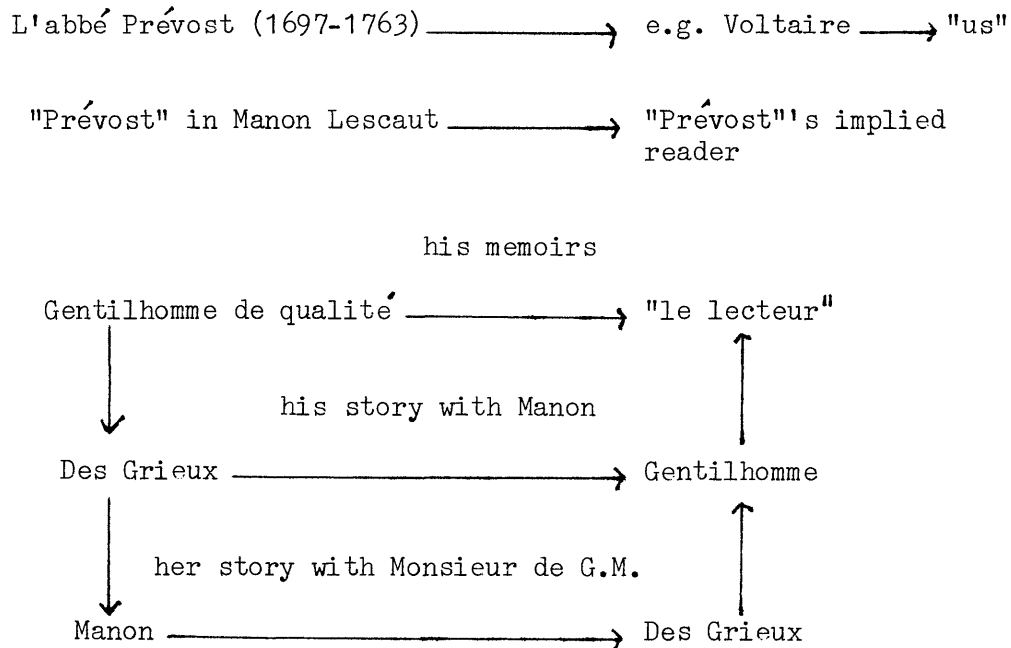 L'abbé Prévost (1697-1763) e.g. Voltaire "us"
"Prévost" in Manon Lescaut "Prévost"'s implied
reader
his memoirs
Gentilhomme de qualité "le lecteur"
his story with Manon
Des Grieux Gentilhomme
her story with Monsieur de G.M.
Manon Des Grieux